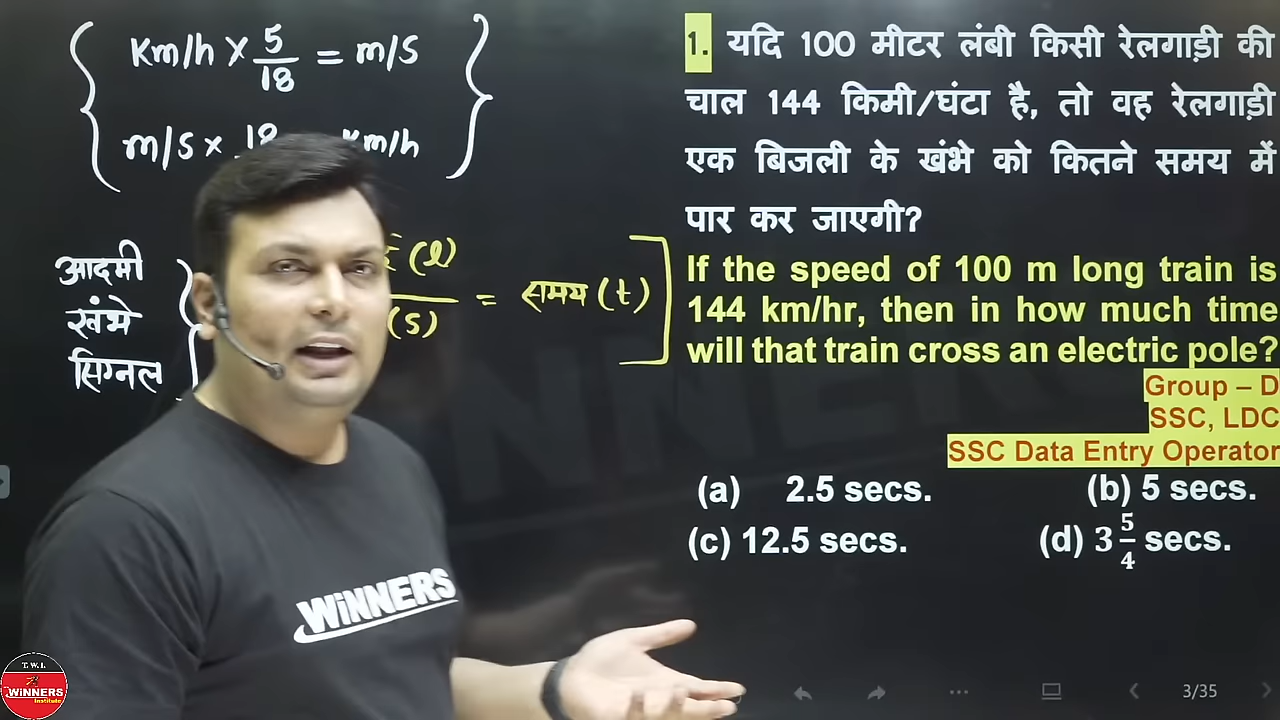 Km/h × 5/18 = m/s
m/s × 18 km/h
आदमी
खंभे
सिग्नल
(l)
(s) = समय (t)
1. यदि 100 मीटर लंबी किसी रेलगाड़ी की
चाल 144 किमी/घंटा है, तो वह रेलगाड़ी
एक बिजली के खंभे को कितने समय में
पार कर जाएगी?
If the speed of 100 m long train is
144 km/hr, then in how much time
will that train cross an electric pole?
Group – D
SSC, LDC
SSC Data Entry Operator
(a) 2.5 secs. (b) 5 secs.
(c) 12.5 secs. (d) 3 5/4 secs.
WiNNERS
T.W.I.
WiNNERS
Institute
3/35